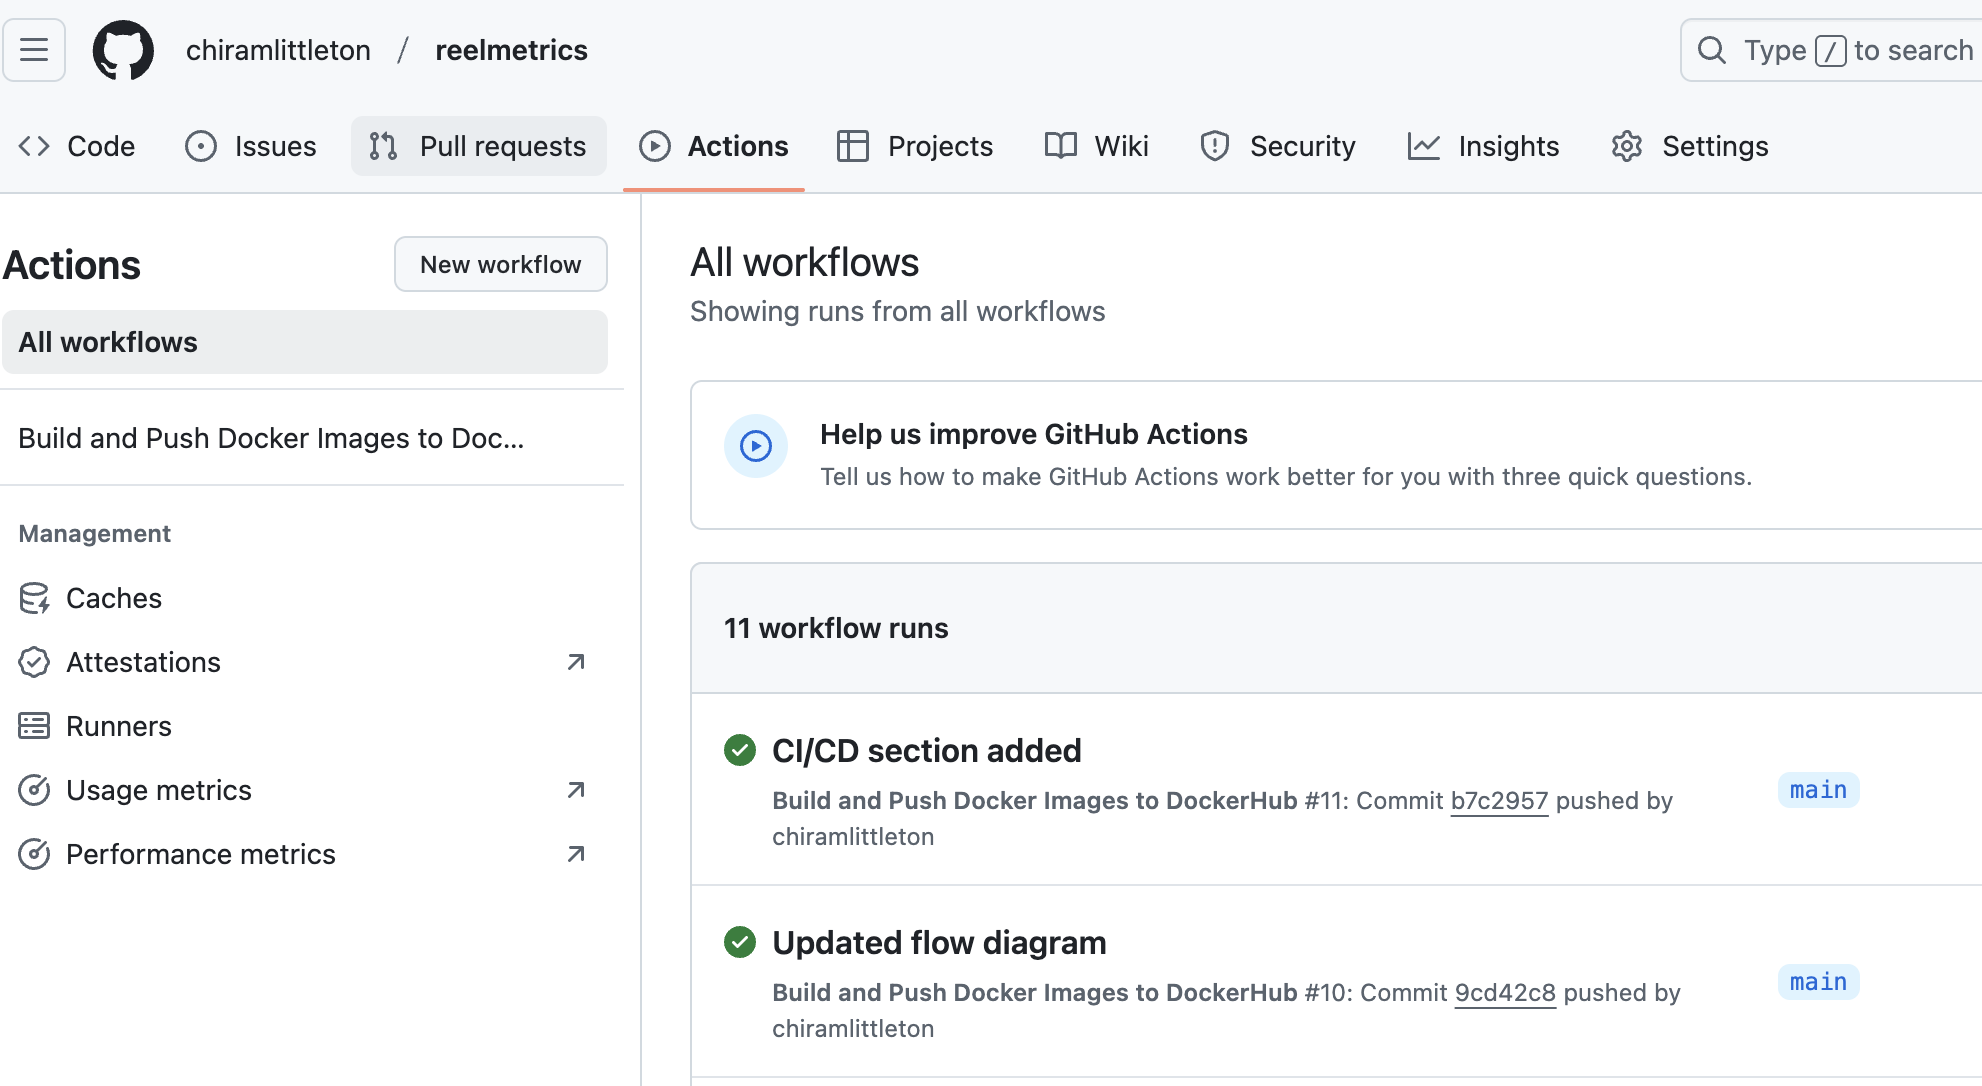 chiramlittleton / reelmetrics
Type / to search
Code Issues Pull requests Actions Projects Wiki Security Insights Settings
Actions
New workflow
All workflows
Build and Push Docker Images to Doc...
Management
Caches
Attestations
Runners
Usage metrics
Performance metrics
All workflows
Showing runs from all workflows
Help us improve GitHub Actions
Tell us how to make GitHub Actions work better for you with three quick questions.
11 workflow runs
CI/CD section added
Build and Push Docker Images to DockerHub #11: Commit b7c2957 pushed by
chiramlittleton
main
Updated flow diagram
Build and Push Docker Images to DockerHub #10: Commit 9cd42c8 pushed by
chiramlittleton
main